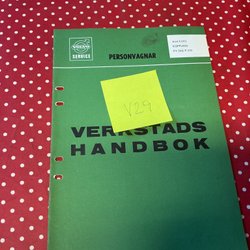 VOLVO
SERVICE
PERSONVAGNAR
V29
VERKSTADS
HANDBOK